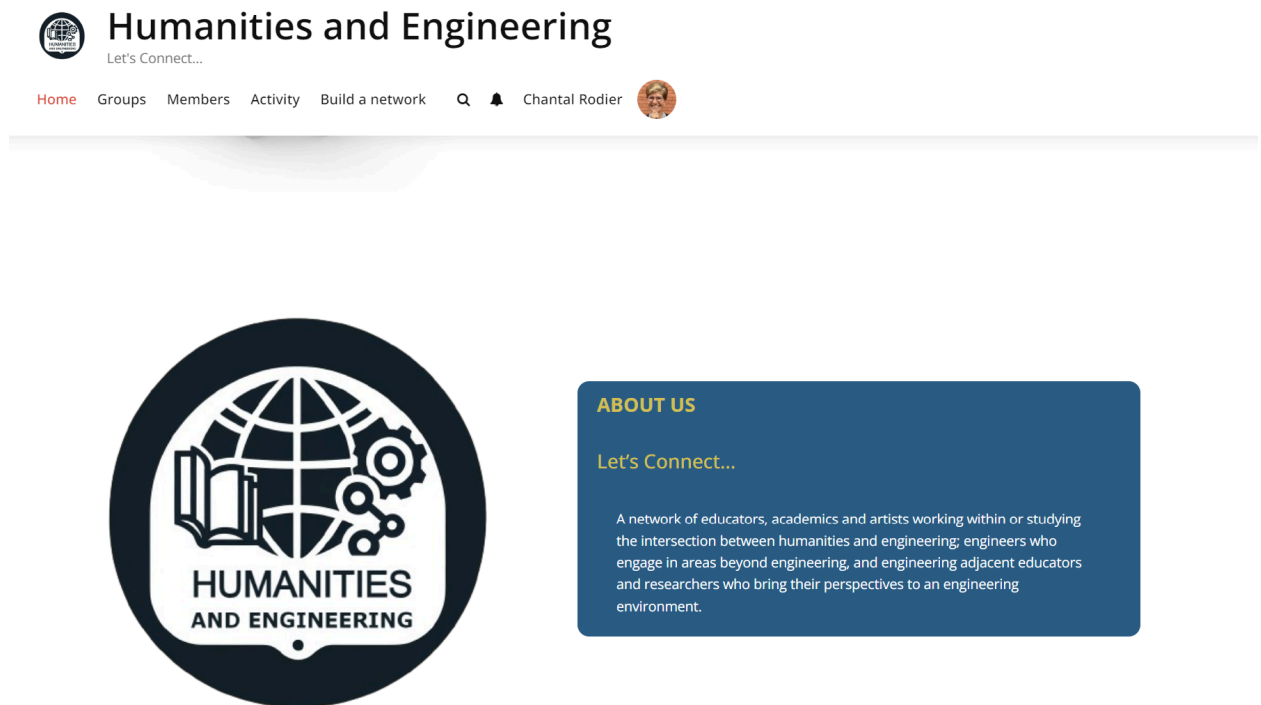 Humanities and Engineering
Let's Connect...
Home Groups Members Activity Build a network Chantal Rodier
HUMANITIES
AND ENGINEERING
ABOUT US
Let’s Connect...
A network of educators, academics and artists working within or studying
the intersection between humanities and engineering; engineers who
engage in areas beyond engineering, and engineering adjacent educators
and researchers who bring their perspectives to an engineering
environment.